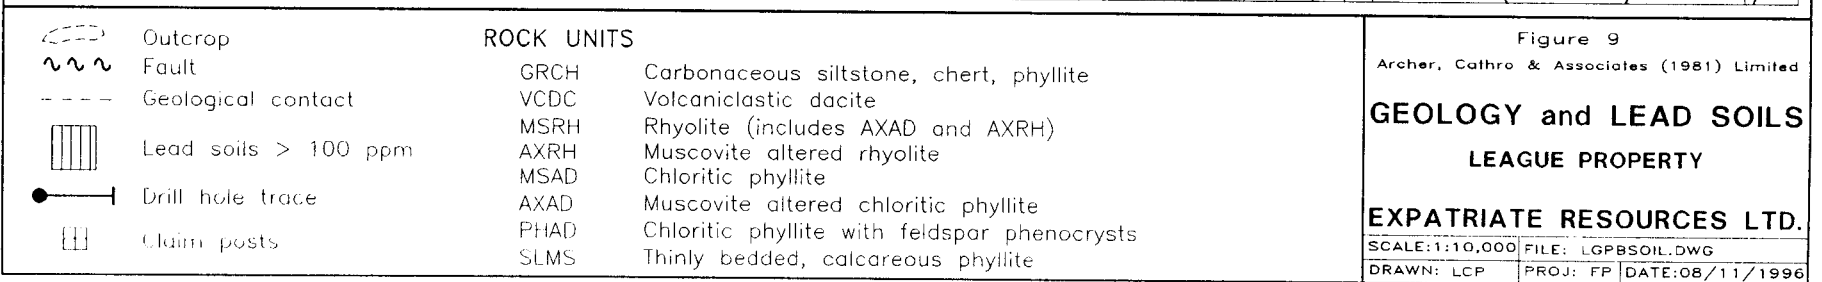 Outcrop
Fault
Geological contact
Lead soils > 100 ppm
Drill hole trace
Claim posts
ROCK UNITS
GRCH Carbonaceous siltstone, chert, phyllite
VCDC Volcaniclastic dacite
MSRH Rhyolite (includes AXAD and AXRH)
AXRH Muscovite altered rhyolite
MSAD Chloritic phyllite
AXAD Muscovite altered chloritic phyllite
PHAD Chloritic phyllite with feldspar phenocrysts
SLMS Thinly bedded, calcareous phyllite
Figure 9
Archer, Cathro & Associates (1981) Limited
GEOLOGY and LEAD SOILS
LEAGUE PROPERTY
EXPATRIATE RESOURCES LTD.
SCALE:1:10,000 FILE: LGPBSOIL.DWG
DRAWN: LCP PROJ: FP DATE:08/11/1996